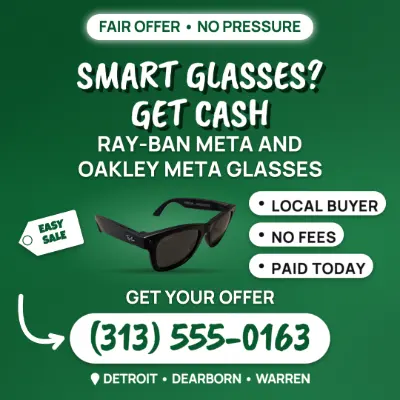 FAIR OFFER • NO PRESSURE
SMART GLASSES?
GET CASH
RAY-BAN META AND
OAKLEY META GLASSES
• LOCAL BUYER
EASY
SALE
• NO FEES
• PAID TODAY
GET YOUR OFFER
(313) 555-0163
DETROIT • DEARBORN • WARREN